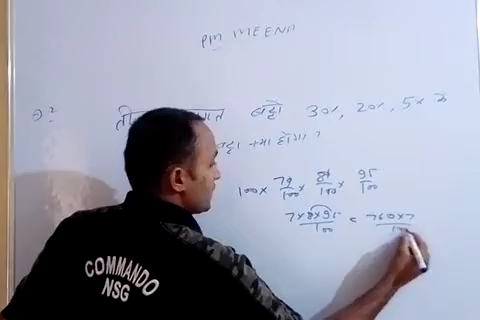 PM MEENA
Q:2 बट्टों 30%, 20%, 5% के
बट्टा क्या होगा ?
100 × 70/100 × 80/100 × 95/100
7×8×95/100 = 760×7/100
COMMANDO
NSG